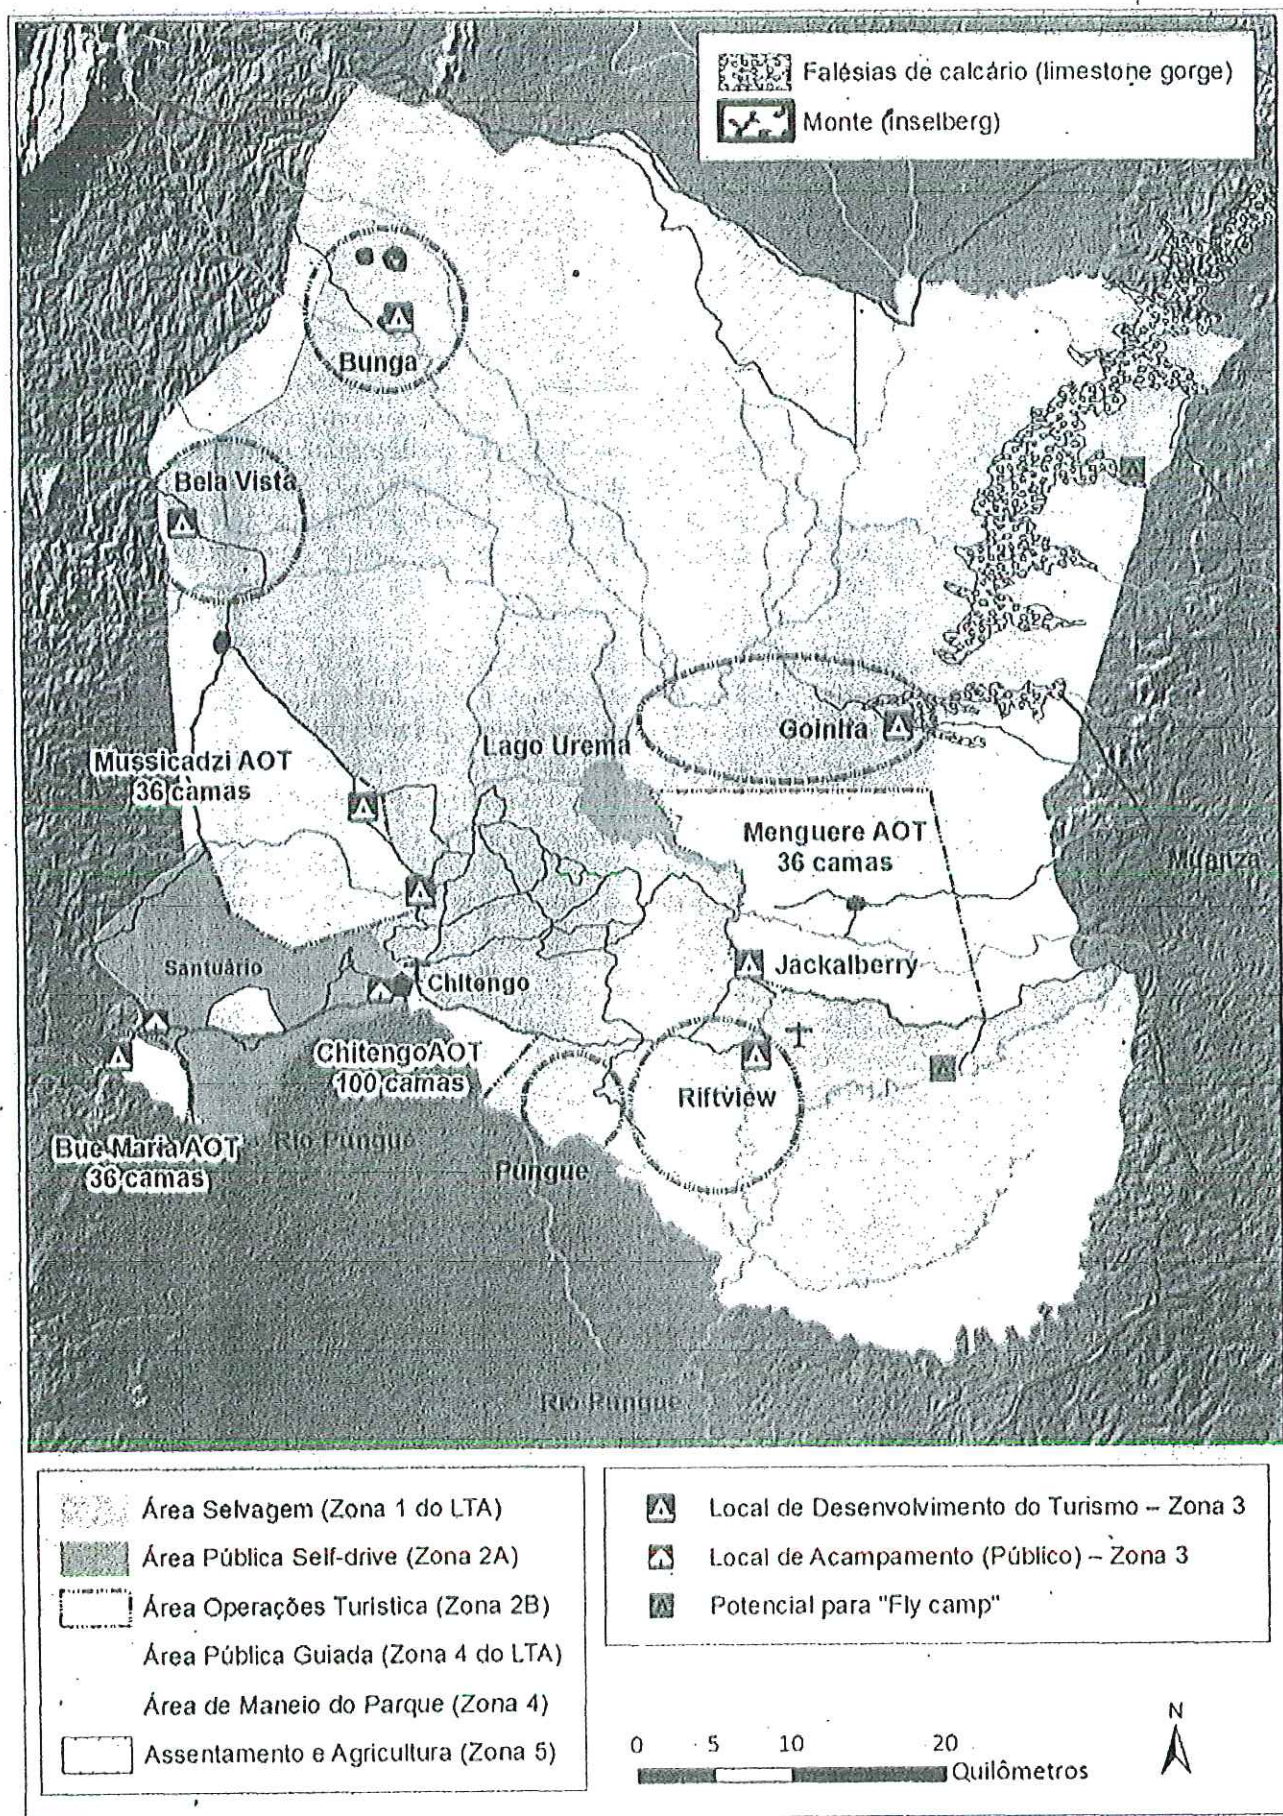 Falésias de calcário (limestone gorge)
Monte (inselberg)
Bunga
Bela Vista
Goinha
Lago Urema
Mussicadzi AOT
36 camas
Menguere AOT
36 camas
Muanza
Santuário
Chitengo
Jackalberry
Chitengo AOT
100 camas
Riftview
Bue Maria AOT
36 camas
Rio Pungue
Pungue
Rio Pungue
Área Selvagem (Zona 1 do LTA)
Área Pública Self-drive (Zona 2A)
Área Operações Turistica (Zona 2B)
Área Pública Guiada (Zona 4 do LTA)
Área de Maneio do Parque (Zona 4)
Assentamento e Agricultura (Zona 5)
Local de Desenvolvimento do Turismo – Zona 3
Local de Acampamento (Público) – Zona 3
Potencial para "Fly camp"
N
0 5 10 20
Quilômetros